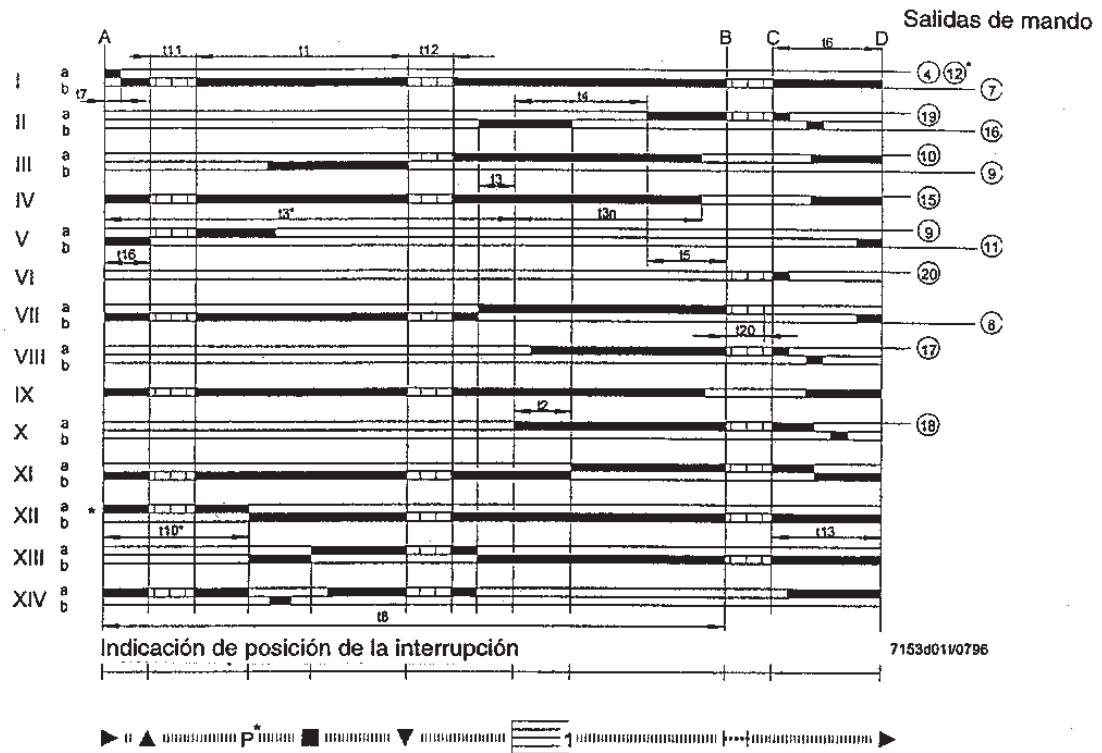 Salidas de mando
A B C D
t11 t1 t12 t6
I a b 4 12* 7
t7 t4
II a b 19 16
III a b 10 9
t3
IV 15
t3* t3n
V a b 9 11
t16 t5
VI 20
VII a b 8
t20
VIII a b 17
IX
t2
X a b 18
XI a b
* XII a b
t10* t13
XIII a b
XIV a b
t8
Indicación de posición de la interrupción
7153d01I/0796
P* 1